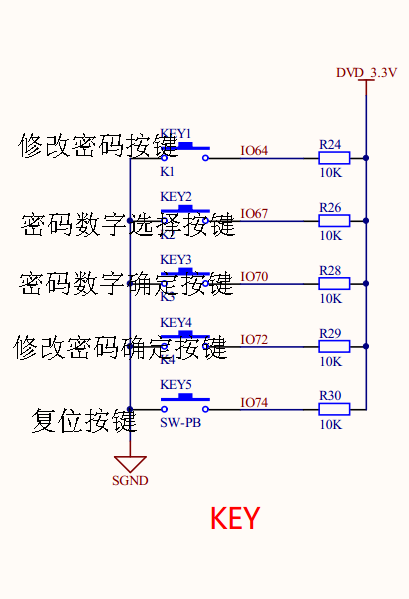 DVD_3.3V
修改密码按键
KEY1
K1
IO64
R24
10K
密码数字选择按键
KEY2
K2
IO67
R26
10K
密码数字确定按键
KEY3
K3
IO70
R28
10K
修改密码确定按键
KEY4
K4
IO72
R29
10K
复位按键
KEY5
SW-PB
IO74
R30
10K
SGND
KEY